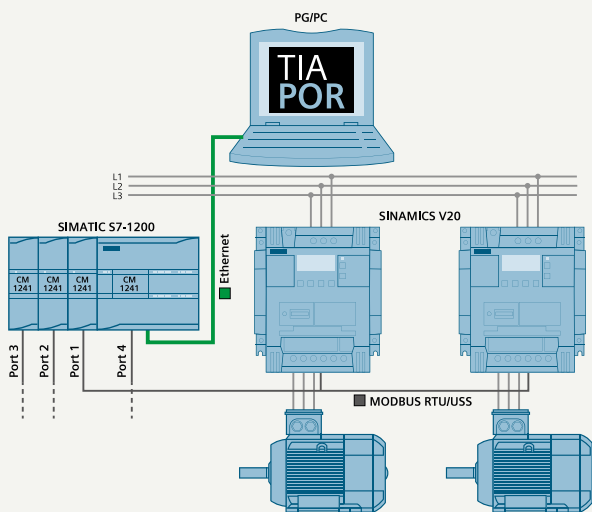 PG/PC
TIA
POR
L1
L2
L3
SIMATIC S7-1200
SINAMICS V20
CM
1241
CM
1241
CM
1241
CM
1241
Ethernet
Port 3
Port 2
Port 1
Port 4
MODBUS RTU/USS